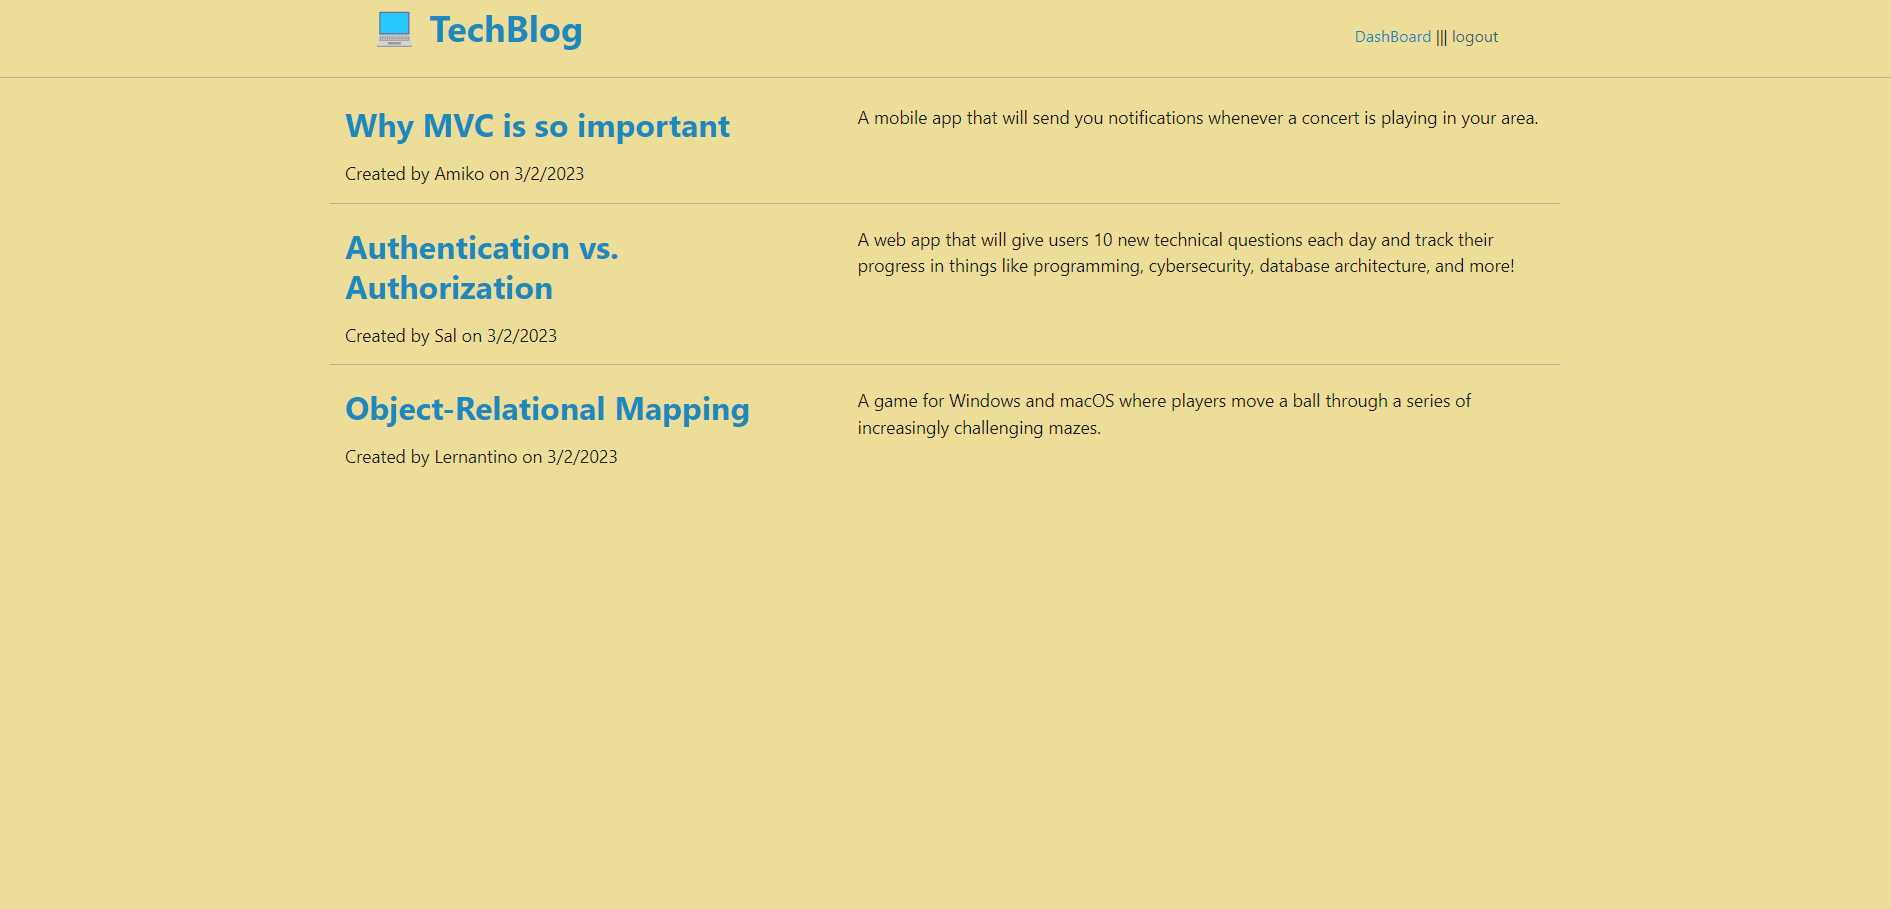 TechBlog
DashBoard ||| logout
Why MVC is so important
Created by Amiko on 3/2/2023
A mobile app that will send you notifications whenever a concert is playing in your area.
Authentication vs.
Authorization
Created by Sal on 3/2/2023
A web app that will give users 10 new technical questions each day and track their
progress in things like programming, cybersecurity, database architecture, and more!
Object-Relational Mapping
Created by Lernantino on 3/2/2023
A game for Windows and macOS where players move a ball through a series of
increasingly challenging mazes.